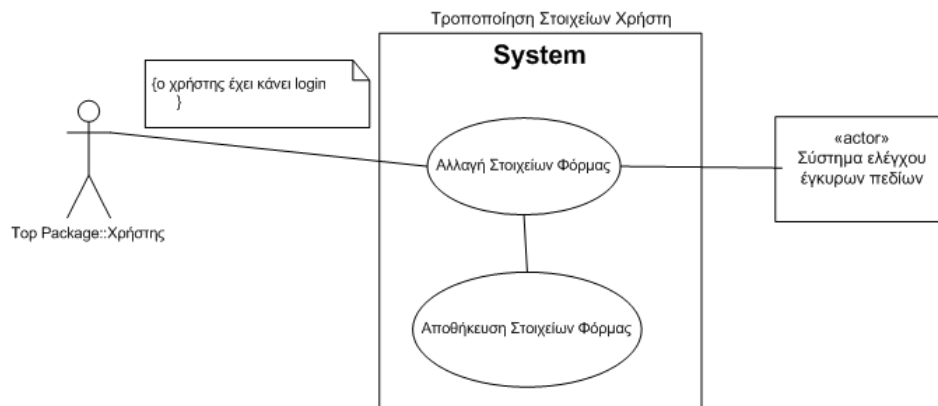 Τροποποίηση Στοιχείων Χρήστη
System
{ο χρήστης έχει κάνει login
}
Αλλαγή Στοιχείων Φόρμας
«actor»
Σύστημα ελέγχου
έγκυρων πεδίων
Top Package::Χρήστης
Αποθήκευση Στοιχείων Φόρμας